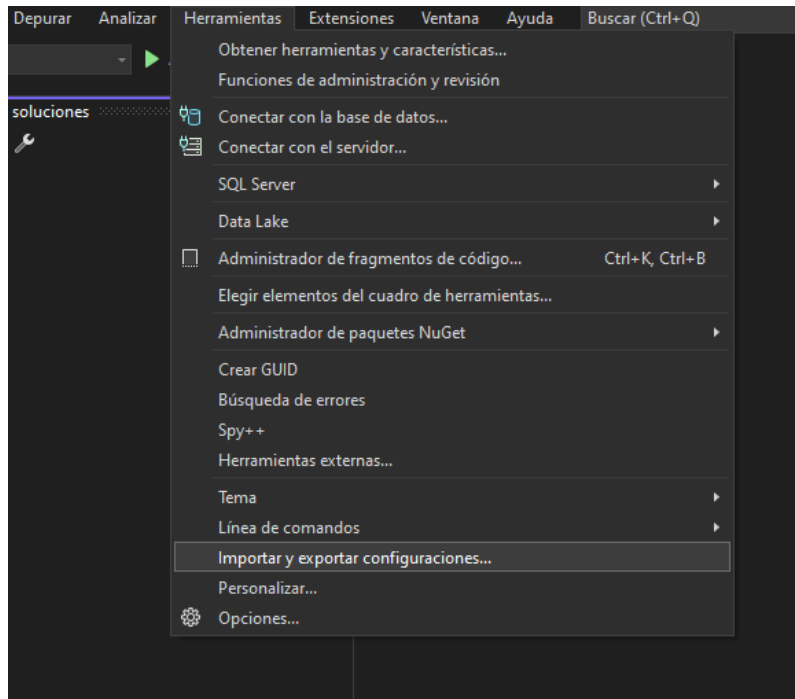 Depurar Analizar Herramientas Extensiones Ventana Ayuda Buscar (Ctrl+Q)
Obtener herramientas y características...
Funciones de administración y revisión
soluciones
Conectar con la base de datos...
Conectar con el servidor...
SQL Server
Data Lake
Administrador de fragmentos de código... Ctrl+K, Ctrl+B
Elegir elementos del cuadro de herramientas...
Administrador de paquetes NuGet
Crear GUID
Búsqueda de errores
Spy++
Herramientas externas...
Tema
Línea de comandos
Importar y exportar configuraciones...
Personalizar...
Opciones...